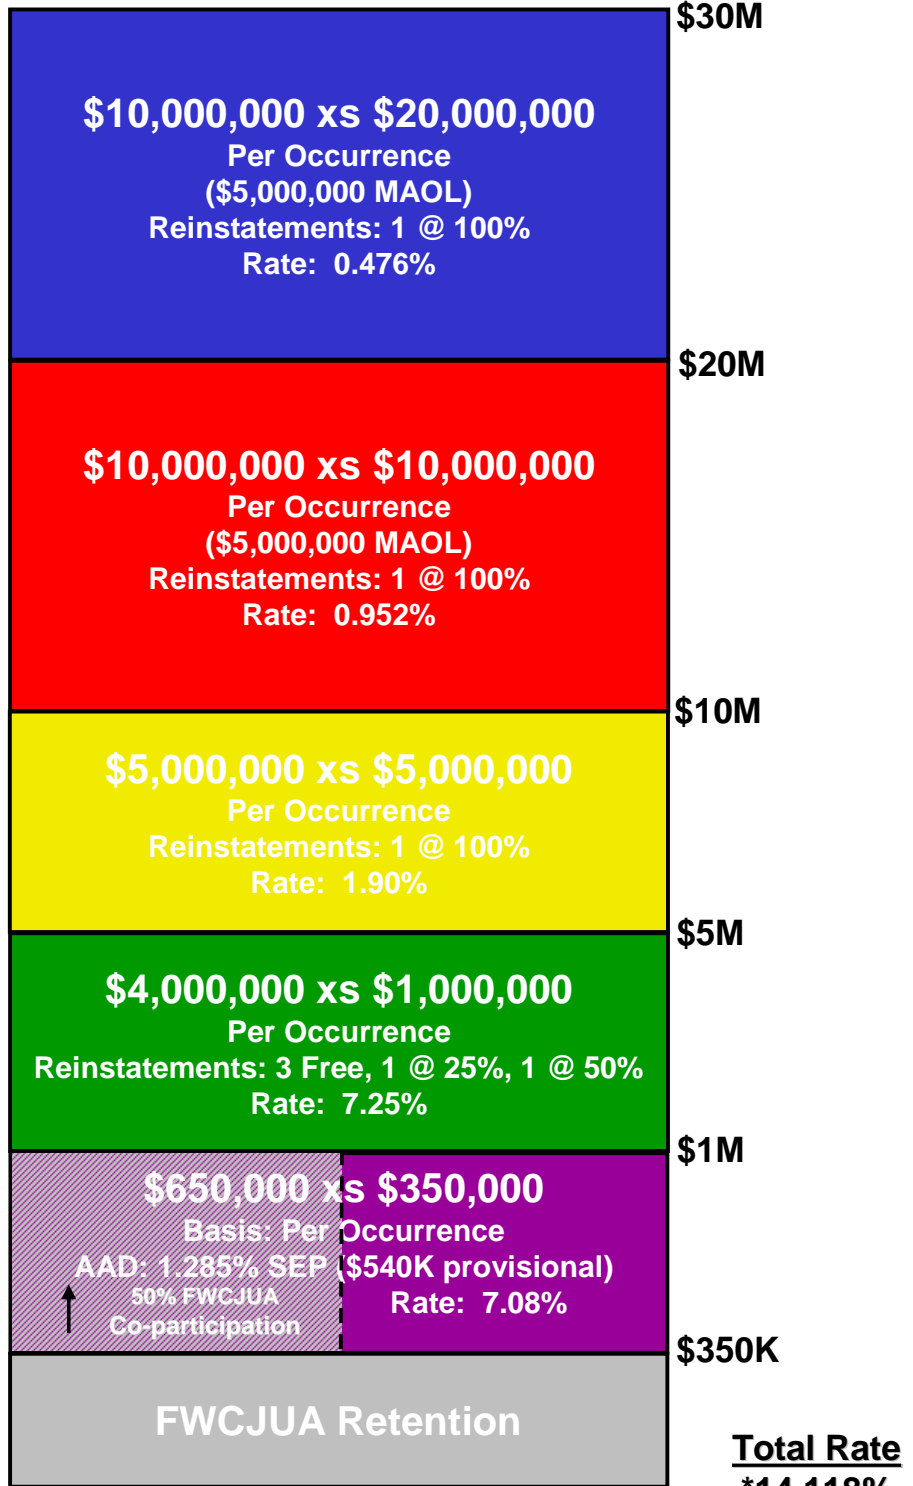 $30M
$10,000,000 xs $20,000,000
Per Occurrence
($5,000,000 MAOL)
Reinstatements: 1 @ 100%
Rate: 0.476%
$20M
$10,000,000 xs $10,000,000
Per Occurrence
($5,000,000 MAOL)
Reinstatements: 1 @ 100%
Rate: 0.952%
$10M
$5,000,000 xs $5,000,000
Per Occurrence
Reinstatements: 1 @ 100%
Rate: 1.90%
$5M
$4,000,000 xs $1,000,000
Per Occurrence
Reinstatements: 3 Free, 1 @ 25%, 1 @ 50%
Rate: 7.25%
$1M
$650,000 xs $350,000
Basis: Per Occurrence
AAD: 1.285% SEP ($540K provisional)
50% FWCJUA
Co-participation
Rate: 7.08%
$350K
FWCJUA Retention
Total Rate
*14.118%